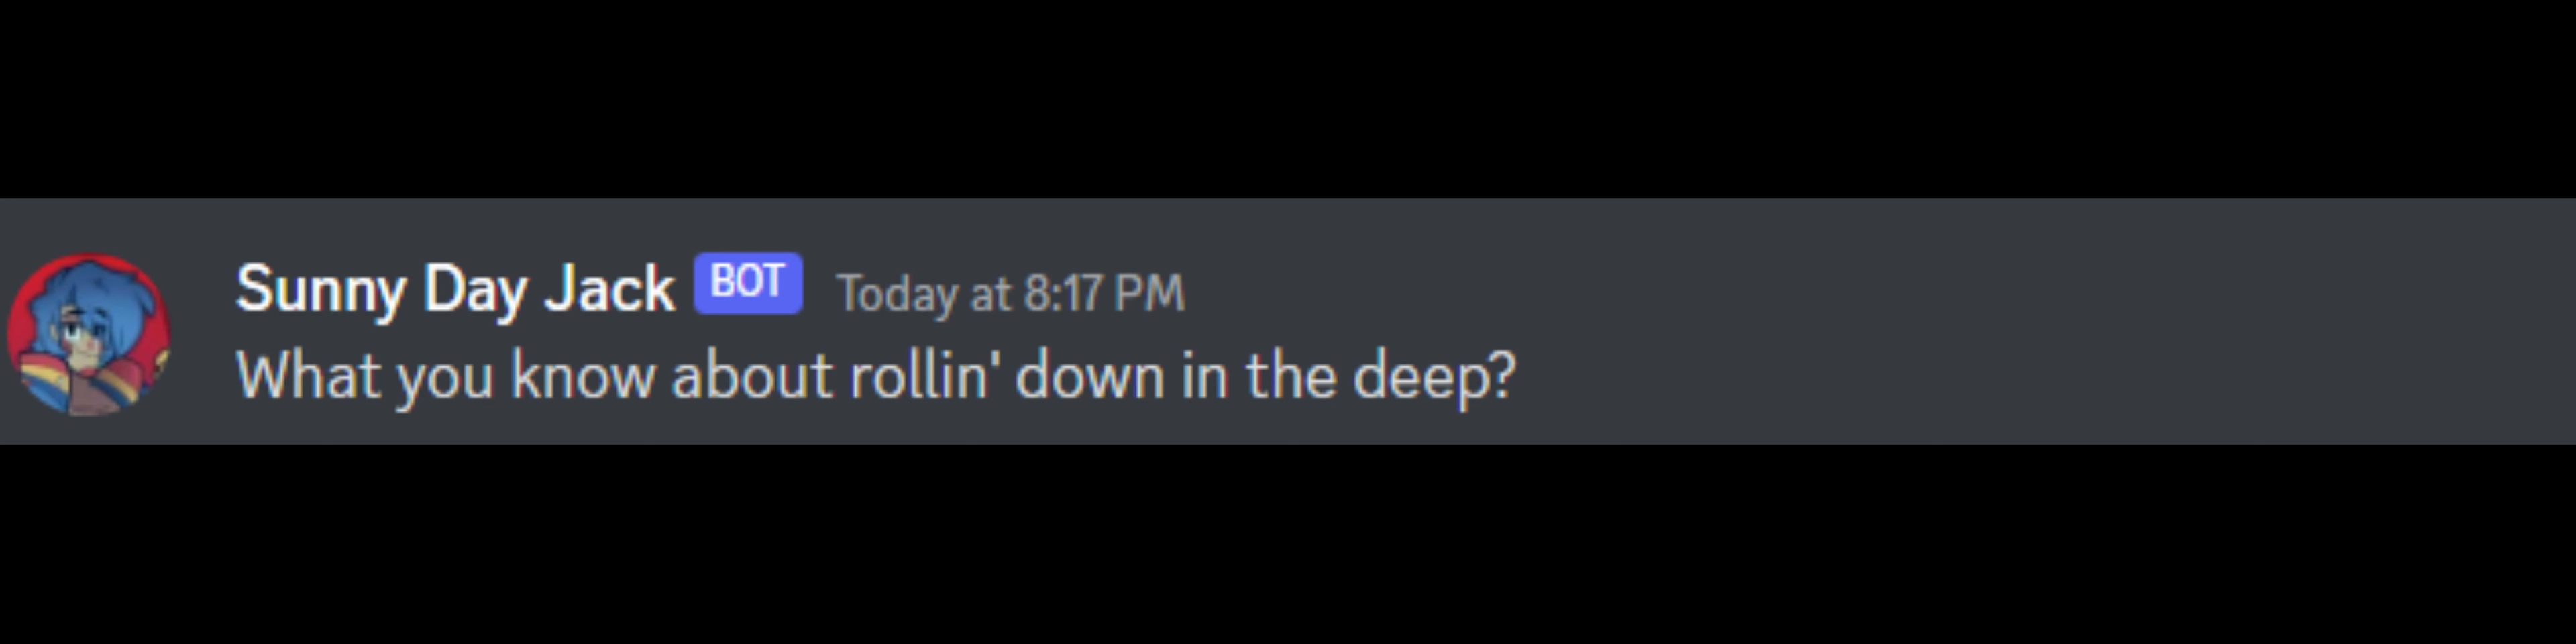 Sunny Day Jack BOT Today at 8:17 PM
What you know about rollin' down in the deep?